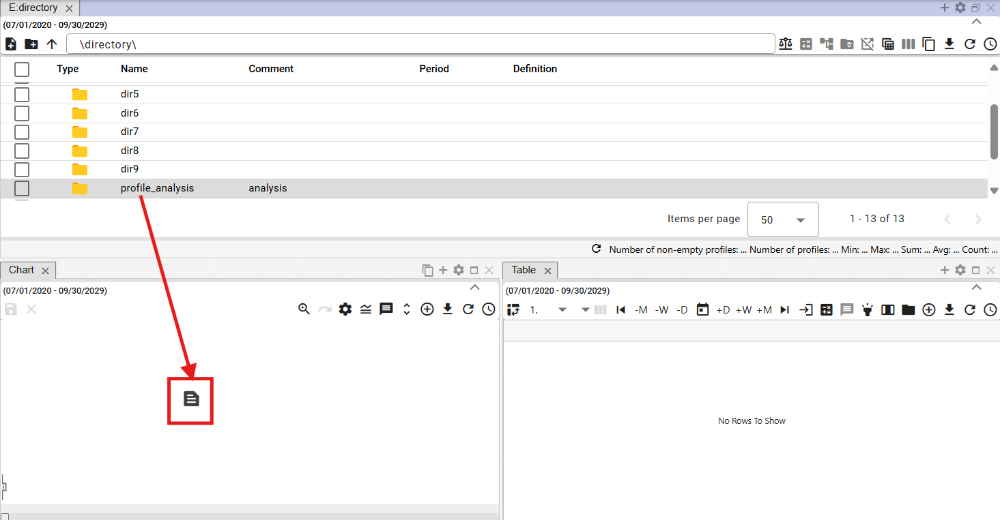 E:directory
(07/01/2020 - 09/30/2029)
\directory\
Type Name Comment Period Definition
dir5
dir6
dir7
dir8
dir9
profile_analysis analysis
Items per page 50 1 - 13 of 13
Number of non-empty profiles: ... Number of profiles: ... Min: ... Max: ... Sum: ... Avg: ... Count: ...
Chart
(07/01/2020 - 09/30/2029)
Table
(07/01/2020 - 09/30/2029)
1. -M -W -D +D +W +M
No Rows To Show